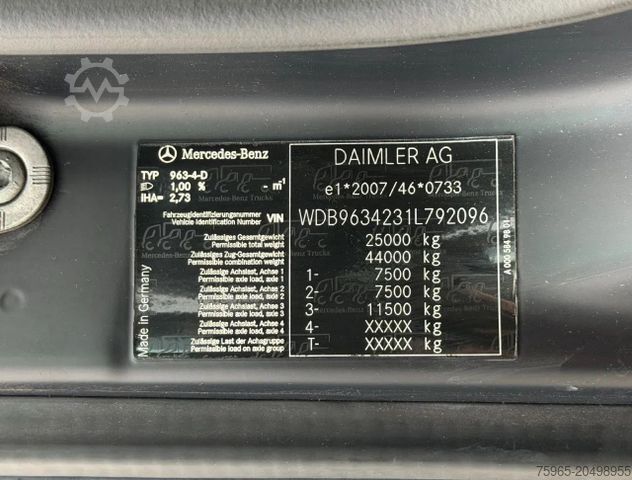 Mercedes-Benz
TYP 963-4-D
1,00 % - m⁻¹
IHA= 2,73
Fahrzeugidentifizierungsnummer
Vehicle Identification Number VIN
Zulässiges Gesamtgewicht
Permissible total weight
Zulässiges Zug-Gesamtgewicht
Permissible combination weight
Zulässige Achslast, Achse 1
Permissible axle load, axle 1
Zulässige Achslast, Achse 2
Permissible axle load, axle 2
Zulässige Achslast, Achse 3
Permissible axle load, axle 3
Zulässige Achslast, Achse 4
Permissible axle load, axle 4
Zulässige Last der Achsgruppe
Permissible load on axle group
Made in Germany
DAIMLER AG
e1*2007/46*0733
WDB9634231L792096
25000 kg
44000 kg
1- 7500 kg
2- 7500 kg
3- 11500 kg
4- XXXXX kg
T- XXXXX kg
A 000 584 98 01
75965-20498955